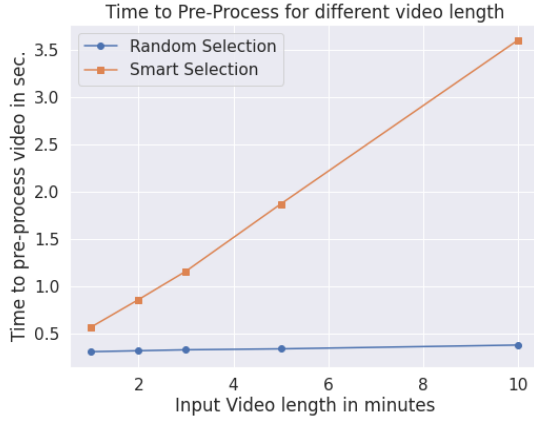 Time to Pre-Process for different video length
Random Selection
Smart Selection
Time to pre-process video in sec.
3.5
3.0
2.5
2.0
1.5
1.0
0.5
2 4 6 8 10
Input Video length in minutes